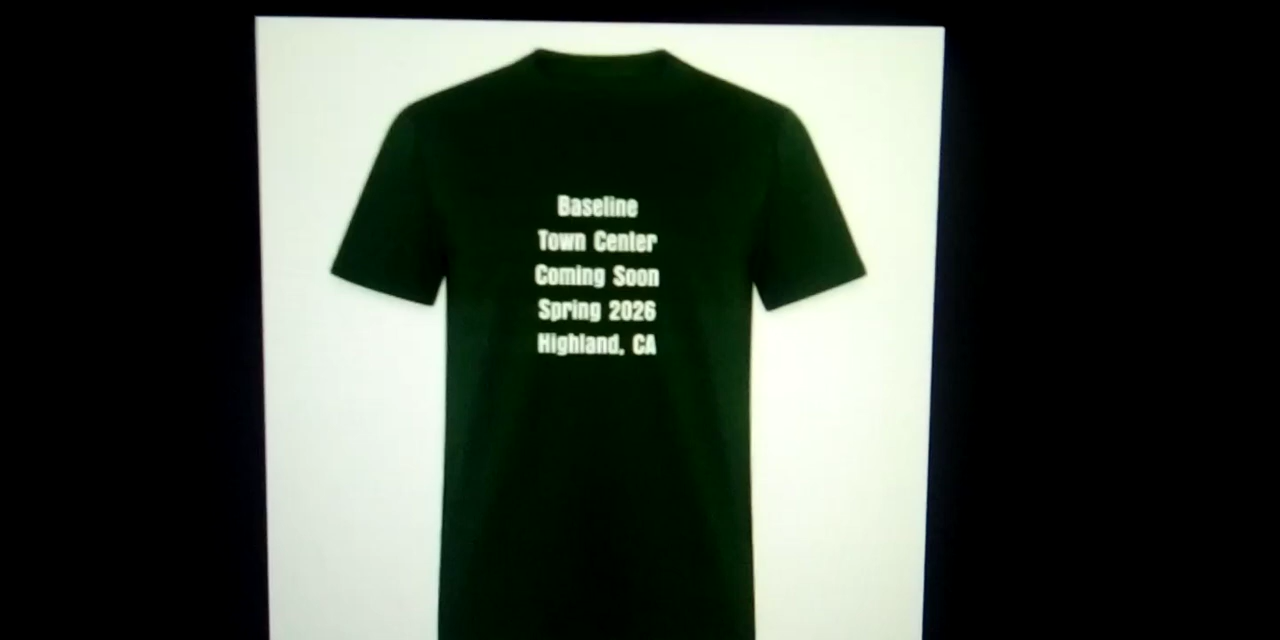 Baseline
Town Center
Coming Soon
Spring 2026
Highland, CA